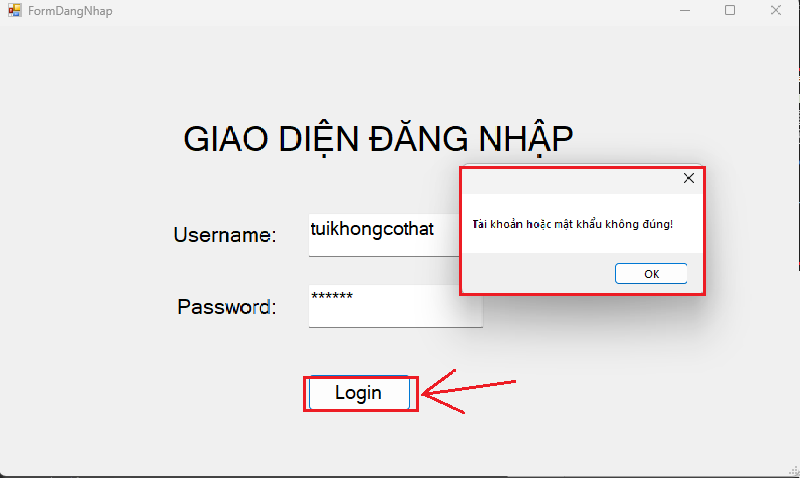 FormDangNhap
GIAO DIỆN ĐĂNG NHẬP
Tài khoản hoặc mật khẩu không đúng!
OK
Username:
tuikhongcothat
Password:
******
Login